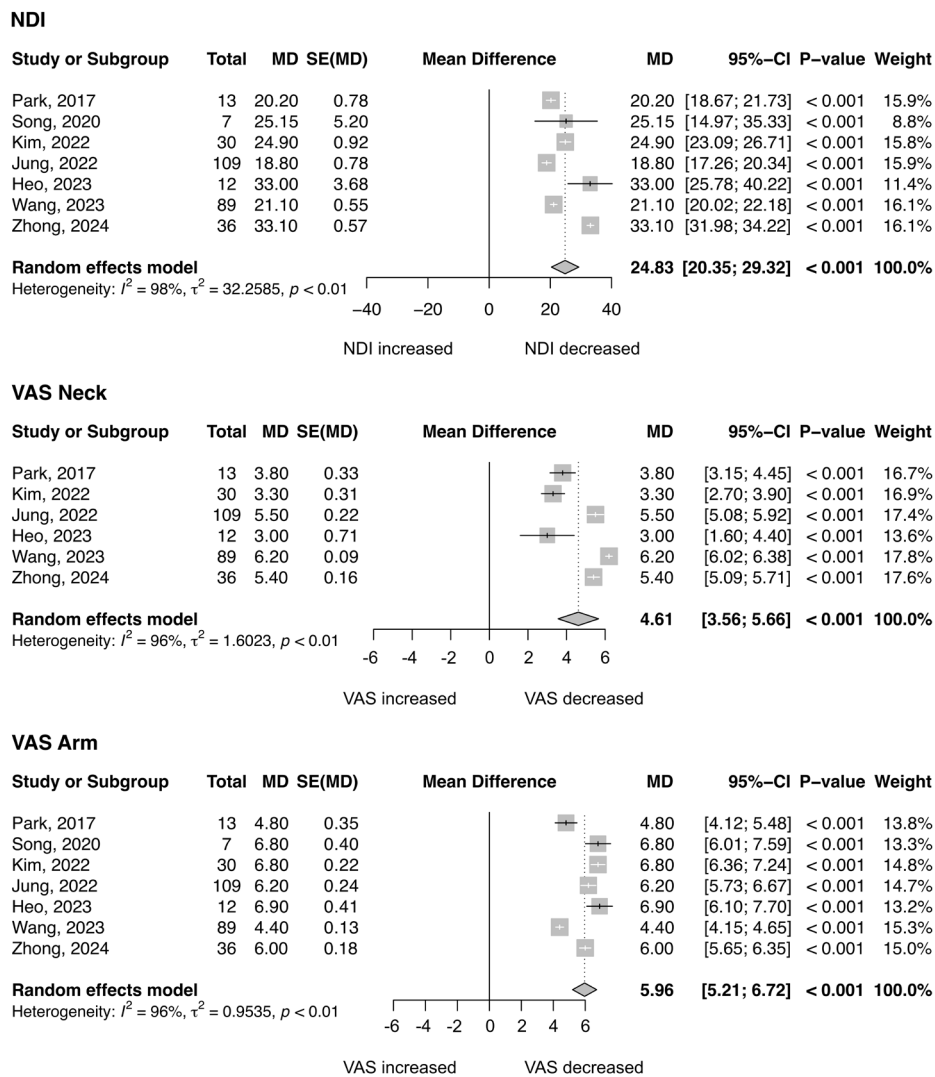 NDI
Study or Subgroup Total MD SE(MD) Mean Difference MD 95%−CI P−value Weight
Park, 2017 13 20.20 0.78 20.20 [18.67; 21.73] < 0.001 15.9%
Song, 2020 7 25.15 5.20 25.15 [14.97; 35.33] < 0.001 8.8%
Kim, 2022 30 24.90 0.92 24.90 [23.09; 26.71] < 0.001 15.8%
Jung, 2022 109 18.80 0.78 18.80 [17.26; 20.34] < 0.001 15.9%
Heo, 2023 12 33.00 3.68 33.00 [25.78; 40.22] < 0.001 11.4%
Wang, 2023 89 21.10 0.55 21.10 [20.02; 22.18] < 0.001 16.1%
Zhong, 2024 36 33.10 0.57 33.10 [31.98; 34.22] < 0.001 16.1%
Random effects model 24.83 [20.35; 29.32] < 0.001 100.0%
Heterogeneity: I² = 98%, τ² = 32.2585, p < 0.01
−40 −20 0 20 40
NDI increased NDI decreased
VAS Neck
Study or Subgroup Total MD SE(MD) Mean Difference MD 95%−CI P−value Weight
Park, 2017 13 3.80 0.33 3.80 [3.15; 4.45] < 0.001 16.7%
Kim, 2022 30 3.30 0.31 3.30 [2.70; 3.90] < 0.001 16.9%
Jung, 2022 109 5.50 0.22 5.50 [5.08; 5.92] < 0.001 17.4%
Heo, 2023 12 3.00 0.71 3.00 [1.60; 4.40] < 0.001 13.6%
Wang, 2023 89 6.20 0.09 6.20 [6.02; 6.38] < 0.001 17.8%
Zhong, 2024 36 5.40 0.16 5.40 [5.09; 5.71] < 0.001 17.6%
Random effects model 4.61 [3.56; 5.66] < 0.001 100.0%
Heterogeneity: I² = 96%, τ² = 1.6023, p < 0.01
-6 -4 -2 0 2 4 6
VAS increased VAS decreased
VAS Arm
Study or Subgroup Total MD SE(MD) Mean Difference MD 95%−CI P−value Weight
Park, 2017 13 4.80 0.35 4.80 [4.12; 5.48] < 0.001 13.8%
Song, 2020 7 6.80 0.40 6.80 [6.01; 7.59] < 0.001 13.3%
Kim, 2022 30 6.80 0.22 6.80 [6.36; 7.24] < 0.001 14.8%
Jung, 2022 109 6.20 0.24 6.20 [5.73; 6.67] < 0.001 14.7%
Heo, 2023 12 6.90 0.41 6.90 [6.10; 7.70] < 0.001 13.2%
Wang, 2023 89 4.40 0.13 4.40 [4.15; 4.65] < 0.001 15.3%
Zhong, 2024 36 6.00 0.18 6.00 [5.65; 6.35] < 0.001 15.0%
Random effects model 5.96 [5.21; 6.72] < 0.001 100.0%
Heterogeneity: I² = 96%, τ² = 0.9535, p < 0.01
-6 -4 -2 0 2 4 6
VAS increased VAS decreased